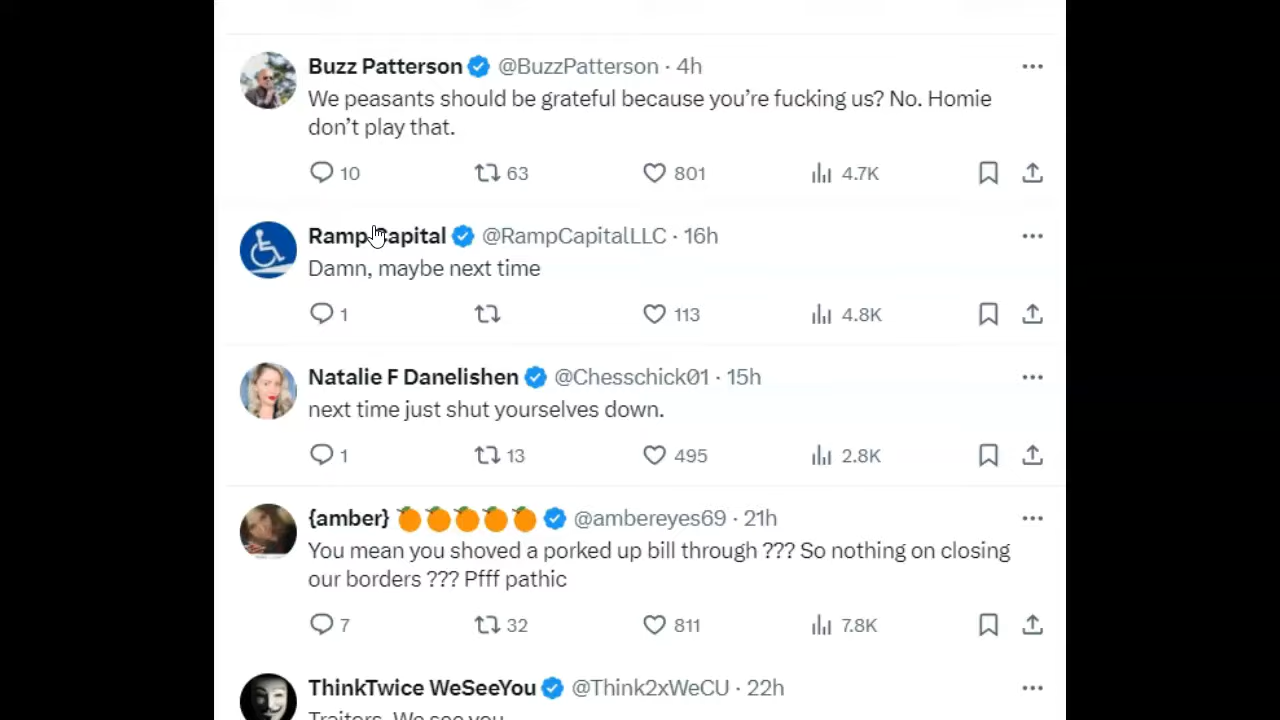 Buzz Patterson @BuzzPatterson · 4h
We peasants should be grateful because you’re fucking us? No. Homie
don’t play that.
10 63 801 4.7K
Ramp Capital @RampCapitalLLC · 16h
Damn, maybe next time
1 113 4.8K
Natalie F Danelishen @Chesschick01 · 15h
next time just shut yourselves down.
1 13 495 2.8K
{amber} 🍊🍊🍊🍊🍊 @ambereyes69 · 21h
You mean you shoved a porked up bill through ??? So nothing on closing
our borders ??? Pfff pathic
7 32 811 7.8K
ThinkTwice WeSeeYou @Think2xWeCU · 22h
Traitors. We see you